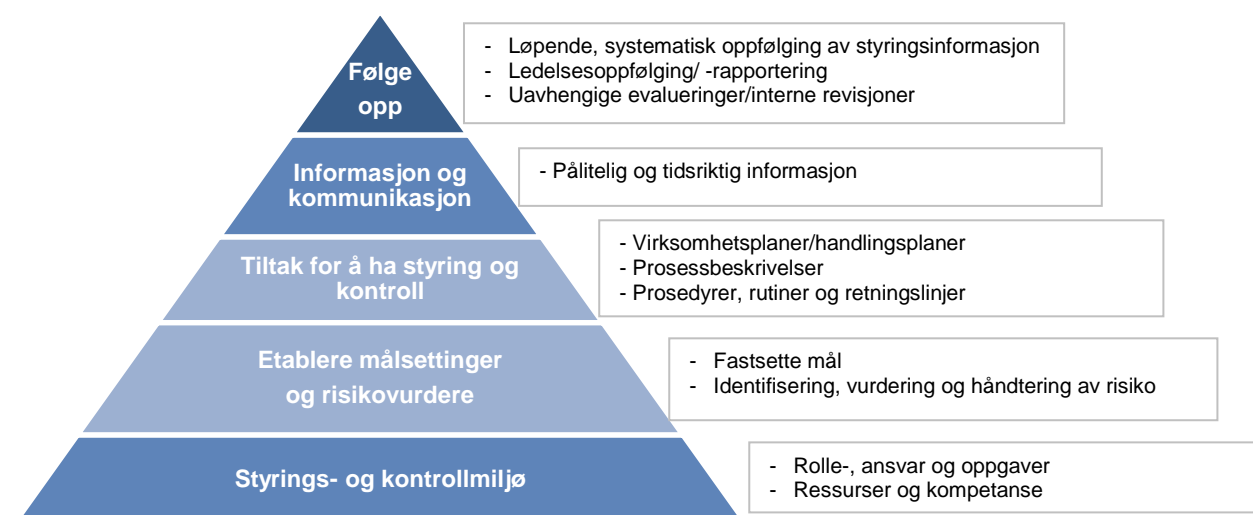 Følge
opp
- Løpende, systematisk oppfølging av styringsinformasjon
- Ledelsesoppfølging/ -rapportering
- Uavhengige evalueringer/interne revisjoner
Informasjon og
kommunikasjon
- Pålitelig og tidsriktig informasjon
Tiltak for å ha styring og
kontroll
- Virksomhetsplaner/handlingsplaner
- Prosessbeskrivelser
- Prosedyrer, rutiner og retningslinjer
Etablere målsettinger
og risikovurdere
- Fastsette mål
- Identifisering, vurdering og håndtering av risiko
Styrings- og kontrollmiljø
- Rolle-, ansvar og oppgaver
- Ressurser og kompetanse